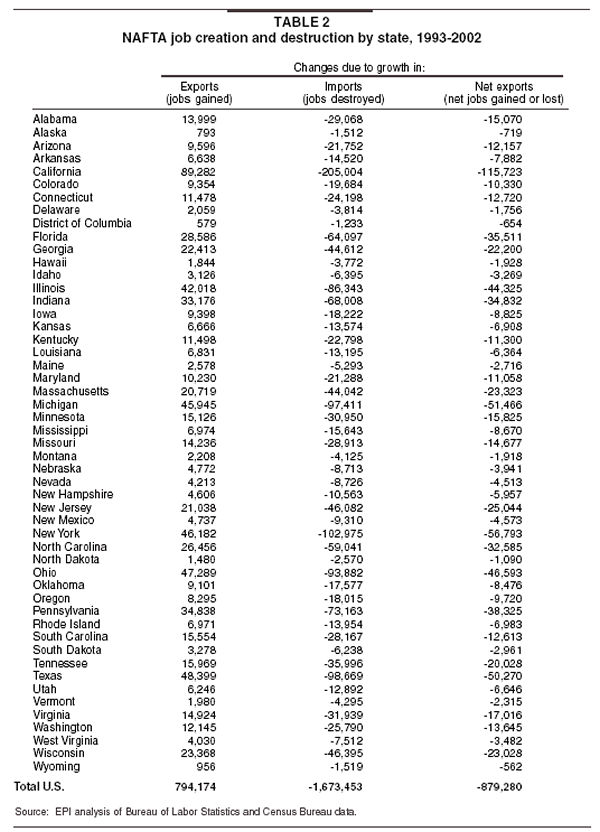 TABLE 2
NAFTA job creation and destruction by state, 1993-2002
Changes due to growth in:
Exports Imports Net exports
(jobs gained) (jobs destroyed) (net jobs gained or lost)
Alabama 13,999 -29,068 -15,070
Alaska 793 -1,512 -719
Arizona 9,596 -21,752 -12,157
Arkansas 6,638 -14,520 -7,882
California 89,282 -205,004 -115,723
Colorado 9,354 -19,684 -10,330
Connecticut 11,478 -24,198 -12,720
Delaware 2,059 -3,814 -1,756
District of Columbia 579 -1,233 -654
Florida 28,586 -64,097 -35,511
Georgia 22,413 -44,612 -22,200
Hawaii 1,844 -3,772 -1,928
Idaho 3,126 -6,395 -3,269
Illinois 42,018 -86,343 -44,325
Indiana 33,176 -68,008 -34,832
Iowa 9,398 -18,222 -8,825
Kansas 6,666 -13,574 -6,908
Kentucky 11,498 -22,798 -11,300
Louisiana 6,831 -13,195 -6,364
Maine 2,578 -5,293 -2,716
Maryland 10,230 -21,288 -11,058
Massachusetts 20,719 -44,042 -23,323
Michigan 45,945 -97,411 -51,466
Minnesota 15,126 -30,950 -15,825
Mississippi 6,974 -15,643 -8,670
Missouri 14,236 -28,913 -14,677
Montana 2,208 -4,125 -1,918
Nebraska 4,772 -8,713 -3,941
Nevada 4,213 -8,726 -4,513
New Hampshire 4,606 -10,563 -5,957
New Jersey 21,038 -46,082 -25,044
New Mexico 4,737 -9,310 -4,573
New York 46,182 -102,975 -56,793
North Carolina 26,456 -59,041 -32,585
North Dakota 1,480 -2,570 -1,090
Ohio 47,289 -93,882 -46,593
Oklahoma 9,101 -17,577 -8,476
Oregon 8,295 -18,015 -9,720
Pennsylvania 34,838 -73,163 -38,325
Rhode Island 6,971 -13,954 -6,983
South Carolina 15,554 -28,167 -12,613
South Dakota 3,278 -6,238 -2,961
Tennessee 15,969 -35,996 -20,028
Texas 48,399 -98,669 -50,270
Utah 6,246 -12,892 -6,646
Vermont 1,980 -4,295 -2,315
Virginia 14,924 -31,939 -17,016
Washington 12,145 -25,790 -13,645
West Virginia 4,030 -7,512 -3,482
Wisconsin 23,368 -46,395 -23,028
Wyoming 956 -1,519 -562
Total U.S. 794,174 -1,673,453 -879,280
Source: EPI analysis of Bureau of Labor Statistics and Census Bureau data.